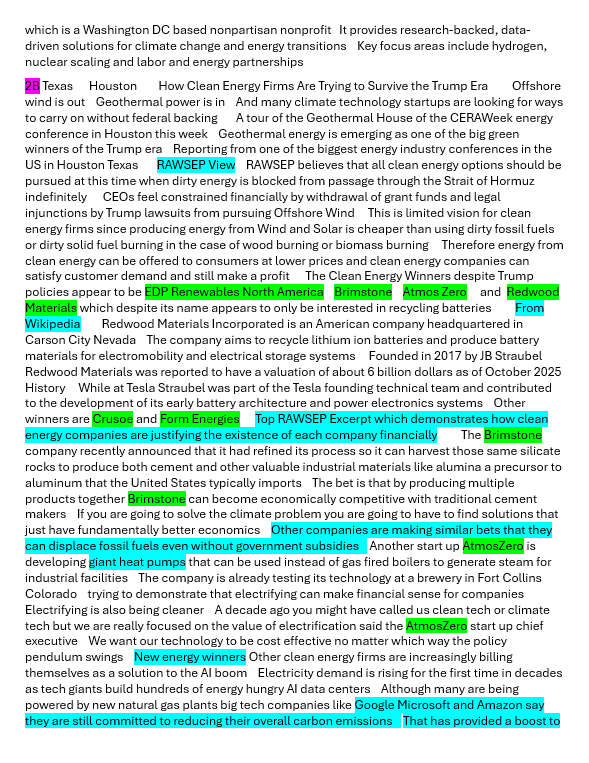 which is a Washington DC based nonpartisan nonprofit It provides research-backed, data-
driven solutions for climate change and energy transitions Key focus areas include hydrogen,
nuclear scaling and labor and energy partnerships
2B Texas Houston How Clean Energy Firms Are Trying to Survive the Trump Era Offshore
wind is out Geothermal power is in And many climate technology startups are looking for ways
to carry on without federal backing A tour of the Geothermal House of the CERAWeek energy
conference in Houston this week Geothermal energy is emerging as one of the big green
winners of the Trump era Reporting from one of the biggest energy industry conferences in the
US in Houston Texas RAWSEP View RAWSEP believes that all clean energy options should be
pursued at this time when dirty energy is blocked from passage through the Strait of Hormuz
indefinitely CEOs feel constrained financially by withdrawal of grant funds and legal
injunctions by Trump lawsuits from pursuing Offshore Wind This is limited vision for clean
energy firms since producing energy from Wind and Solar is cheaper than using dirty fossil fuels
or dirty solid fuel burning in the case of wood burning or biomass burning Therefore energy from
clean energy can be offered to consumers at lower prices and clean energy companies can
satisfy customer demand and still make a profit The Clean Energy Winners despite Trump
policies appear to be EDP Renewables North America Brimstone Atmos Zero and Redwood
Materials which despite its name appears to only be interested in recycling batteries From
Wikipedia Redwood Materials Incorporated is an American company headquartered in
Carson City Nevada The company aims to recycle lithium ion batteries and produce battery
materials for electromobility and electrical storage systems Founded in 2017 by JB Straubel
Redwood Materials was reported to have a valuation of about 6 billion dollars as of October 2025
History While at Tesla Straubel was part of the Tesla founding technical team and contributed
to the development of its early battery architecture and power electronics systems Other
winners are Crusoe and Form Energies Top RAWSEP Excerpt which demonstrates how clean
energy companies are justifying the existence of each company financially The Brimstone
company recently announced that it had refined its process so it can harvest those same silicate
rocks to produce both cement and other valuable industrial materials like alumina a precursor to
aluminum that the United States typically imports The bet is that by producing multiple
products together Brimstone can become economically competitive with traditional cement
makers If you are going to solve the climate problem you are going to have to find solutions that
just have fundamentally better economics Other companies are making similar bets that they
can displace fossil fuels even without government subsidies Another start up AtmosZero is
developing giant heat pumps that can be used instead of gas fired boilers to generate steam for
industrial facilities The company is already testing its technology at a brewery in Fort Collins
Colorado trying to demonstrate that electrifying can make financial sense for companies
Electrifying is also being cleaner A decade ago you might have called us clean tech or climate
tech but we are really focused on the value of electrification said the AtmosZero start up chief
executive We want our technology to be cost effective no matter which way the policy
pendulum swings New energy winners Other clean energy firms are increasingly billing
themselves as a solution to the AI boom Electricity demand is rising for the first time in decades
as tech giants build hundreds of energy hungry AI data centers Although many are being
powered by new natural gas plants big tech companies like Google Microsoft and Amazon say
they are still committed to reducing their overall carbon emissions That has provided a boost to